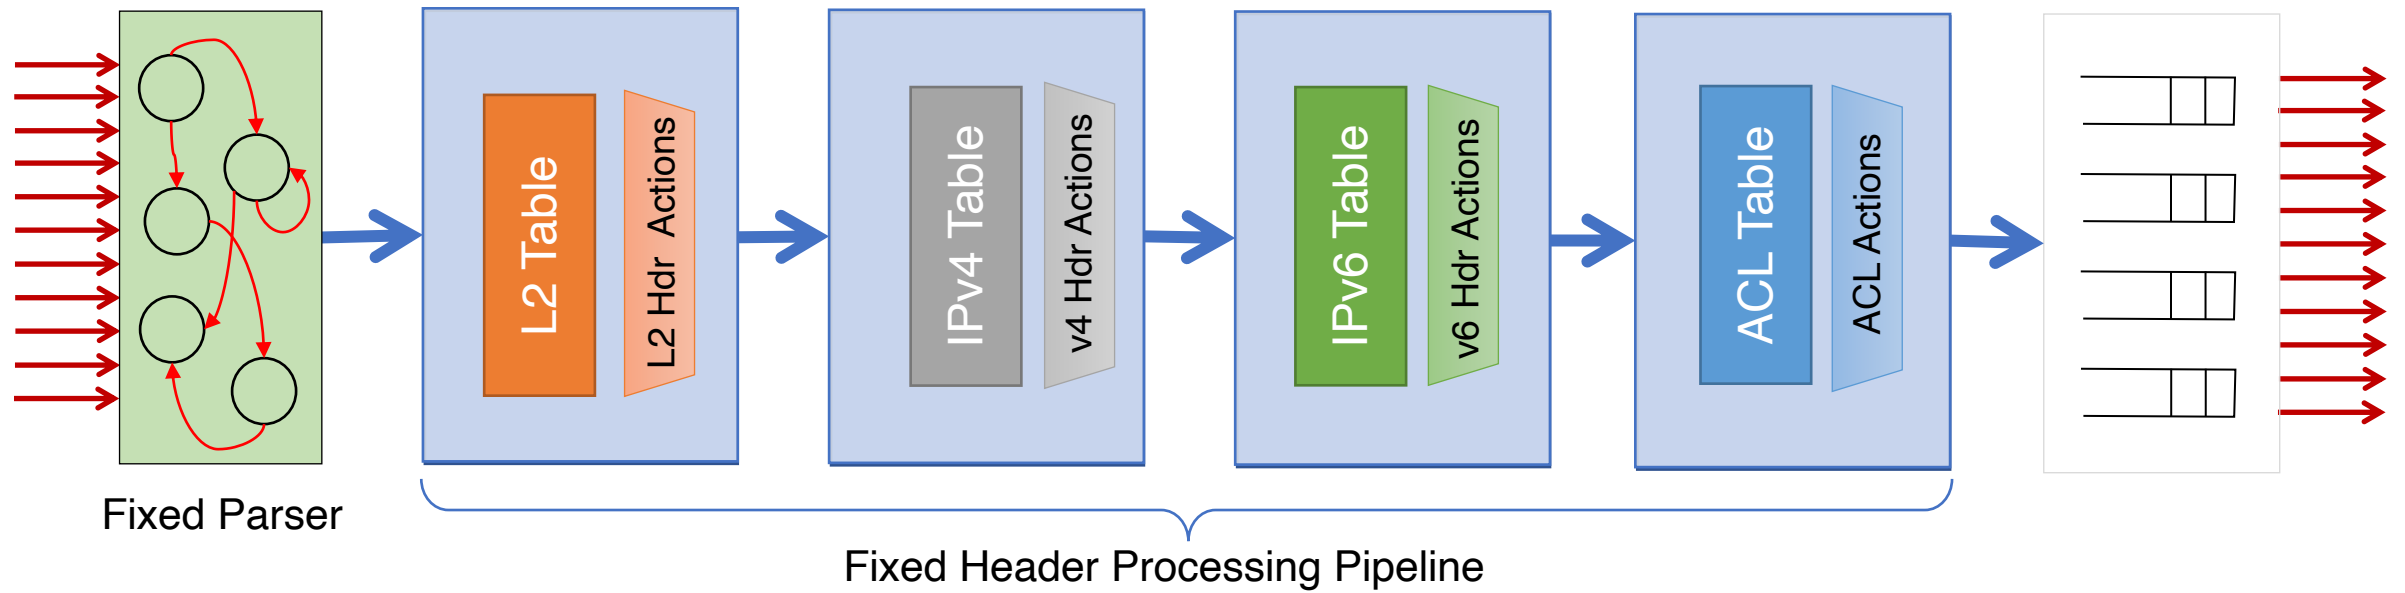 L2 Table
L2 Hdr Actions
IPv4 Table
v4 Hdr Actions
IPv6 Table
v6 Hdr Actions
ACL Table
ACL Actions
Fixed Parser
Fixed Header Processing Pipeline